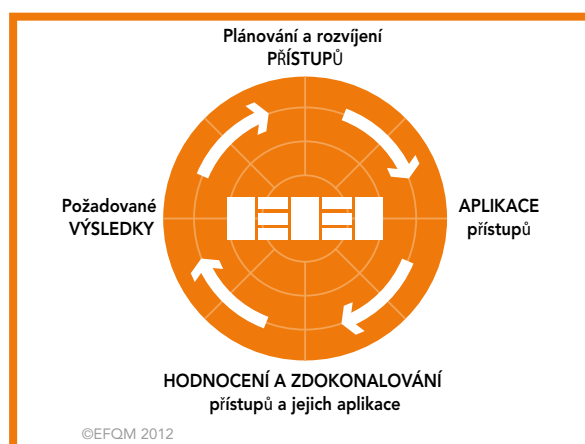 Plánování a rozvíjení
PŘÍSTUPŮ
Požadované
VÝSLEDKY
APLIKACE
přístupů
HODNOCENÍ A ZDOKONALOVÁNÍ
přístupů a jejich aplikace
©EFQM 2012